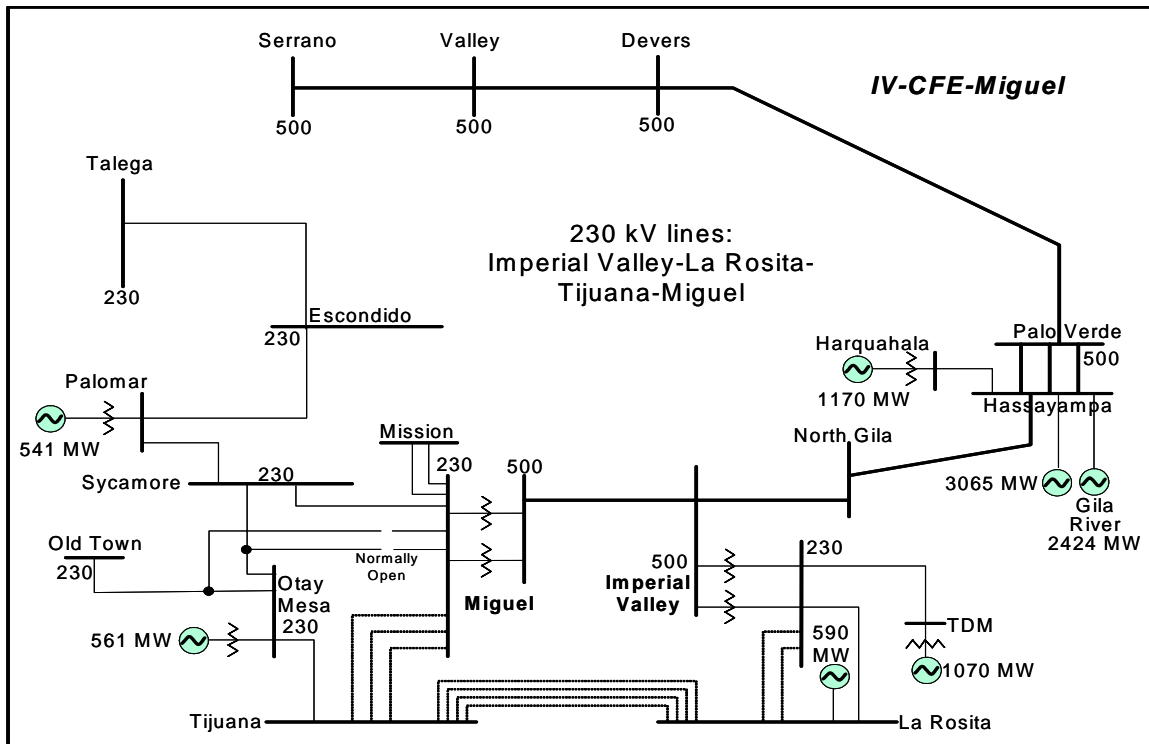 Serrano
Valley
Devers
IV-CFE-Miguel
500
500
500
Talega
230 kV lines:
Imperial Valley-La Rosita-
Tijuana-Miguel
230
Escondido
230
Harquahala
Palo Verde
500
1170 MW
Hassayampa
Palomar
541 MW
Mission
North Gila
230
500
Sycamore
230
3065 MW
Gila
River
2424 MW
Old Town
230
Normally
Open
Otay
Mesa
230
Miguel
500
Imperial
Valley
230
561 MW
590
MW
TDM
1070 MW
Tijuana
La Rosita